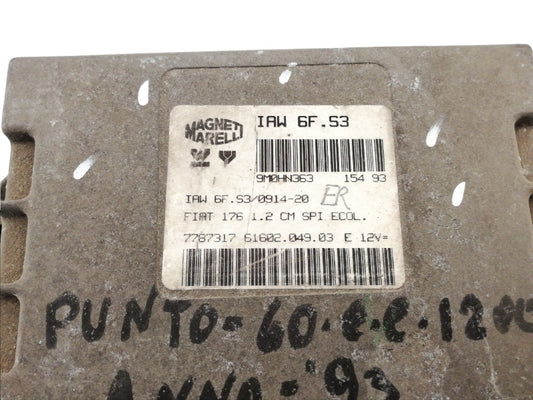 MAGNETI
MARELLI
IAW 6F.S3
9M0HN363 154 93
IAW 6F.S3/0914-20 ER
FIAT 176 1.2 CM SPI ECOL.
7787317 61602.049.03 E 12V=
PUNTO-60.C.C.1200
ANNO-'93